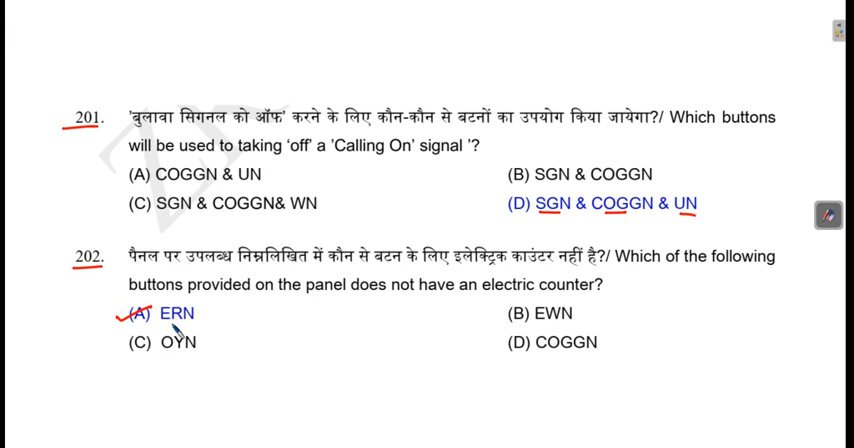 201. 'बुलावा सिगनल को ऑफ' करने के लिए कौन-कौन से बटनों का उपयोग किया जायेगा?/ Which buttons
will be used to taking 'off' a 'Calling On' signal '?
(A) COGGN & UN (B) SGN & COGGN
(C) SGN & COGGN& WN (D) SGN & COGGN & UN
202. पैनल पर उपलब्ध निम्नलिखित में कौन से बटन के लिए इलेक्ट्रिक काउंटर नहीं है?/ Which of the following
buttons provided on the panel does not have an electric counter?
(A) ERN (B) EWN
(C) OYN (D) COGGN